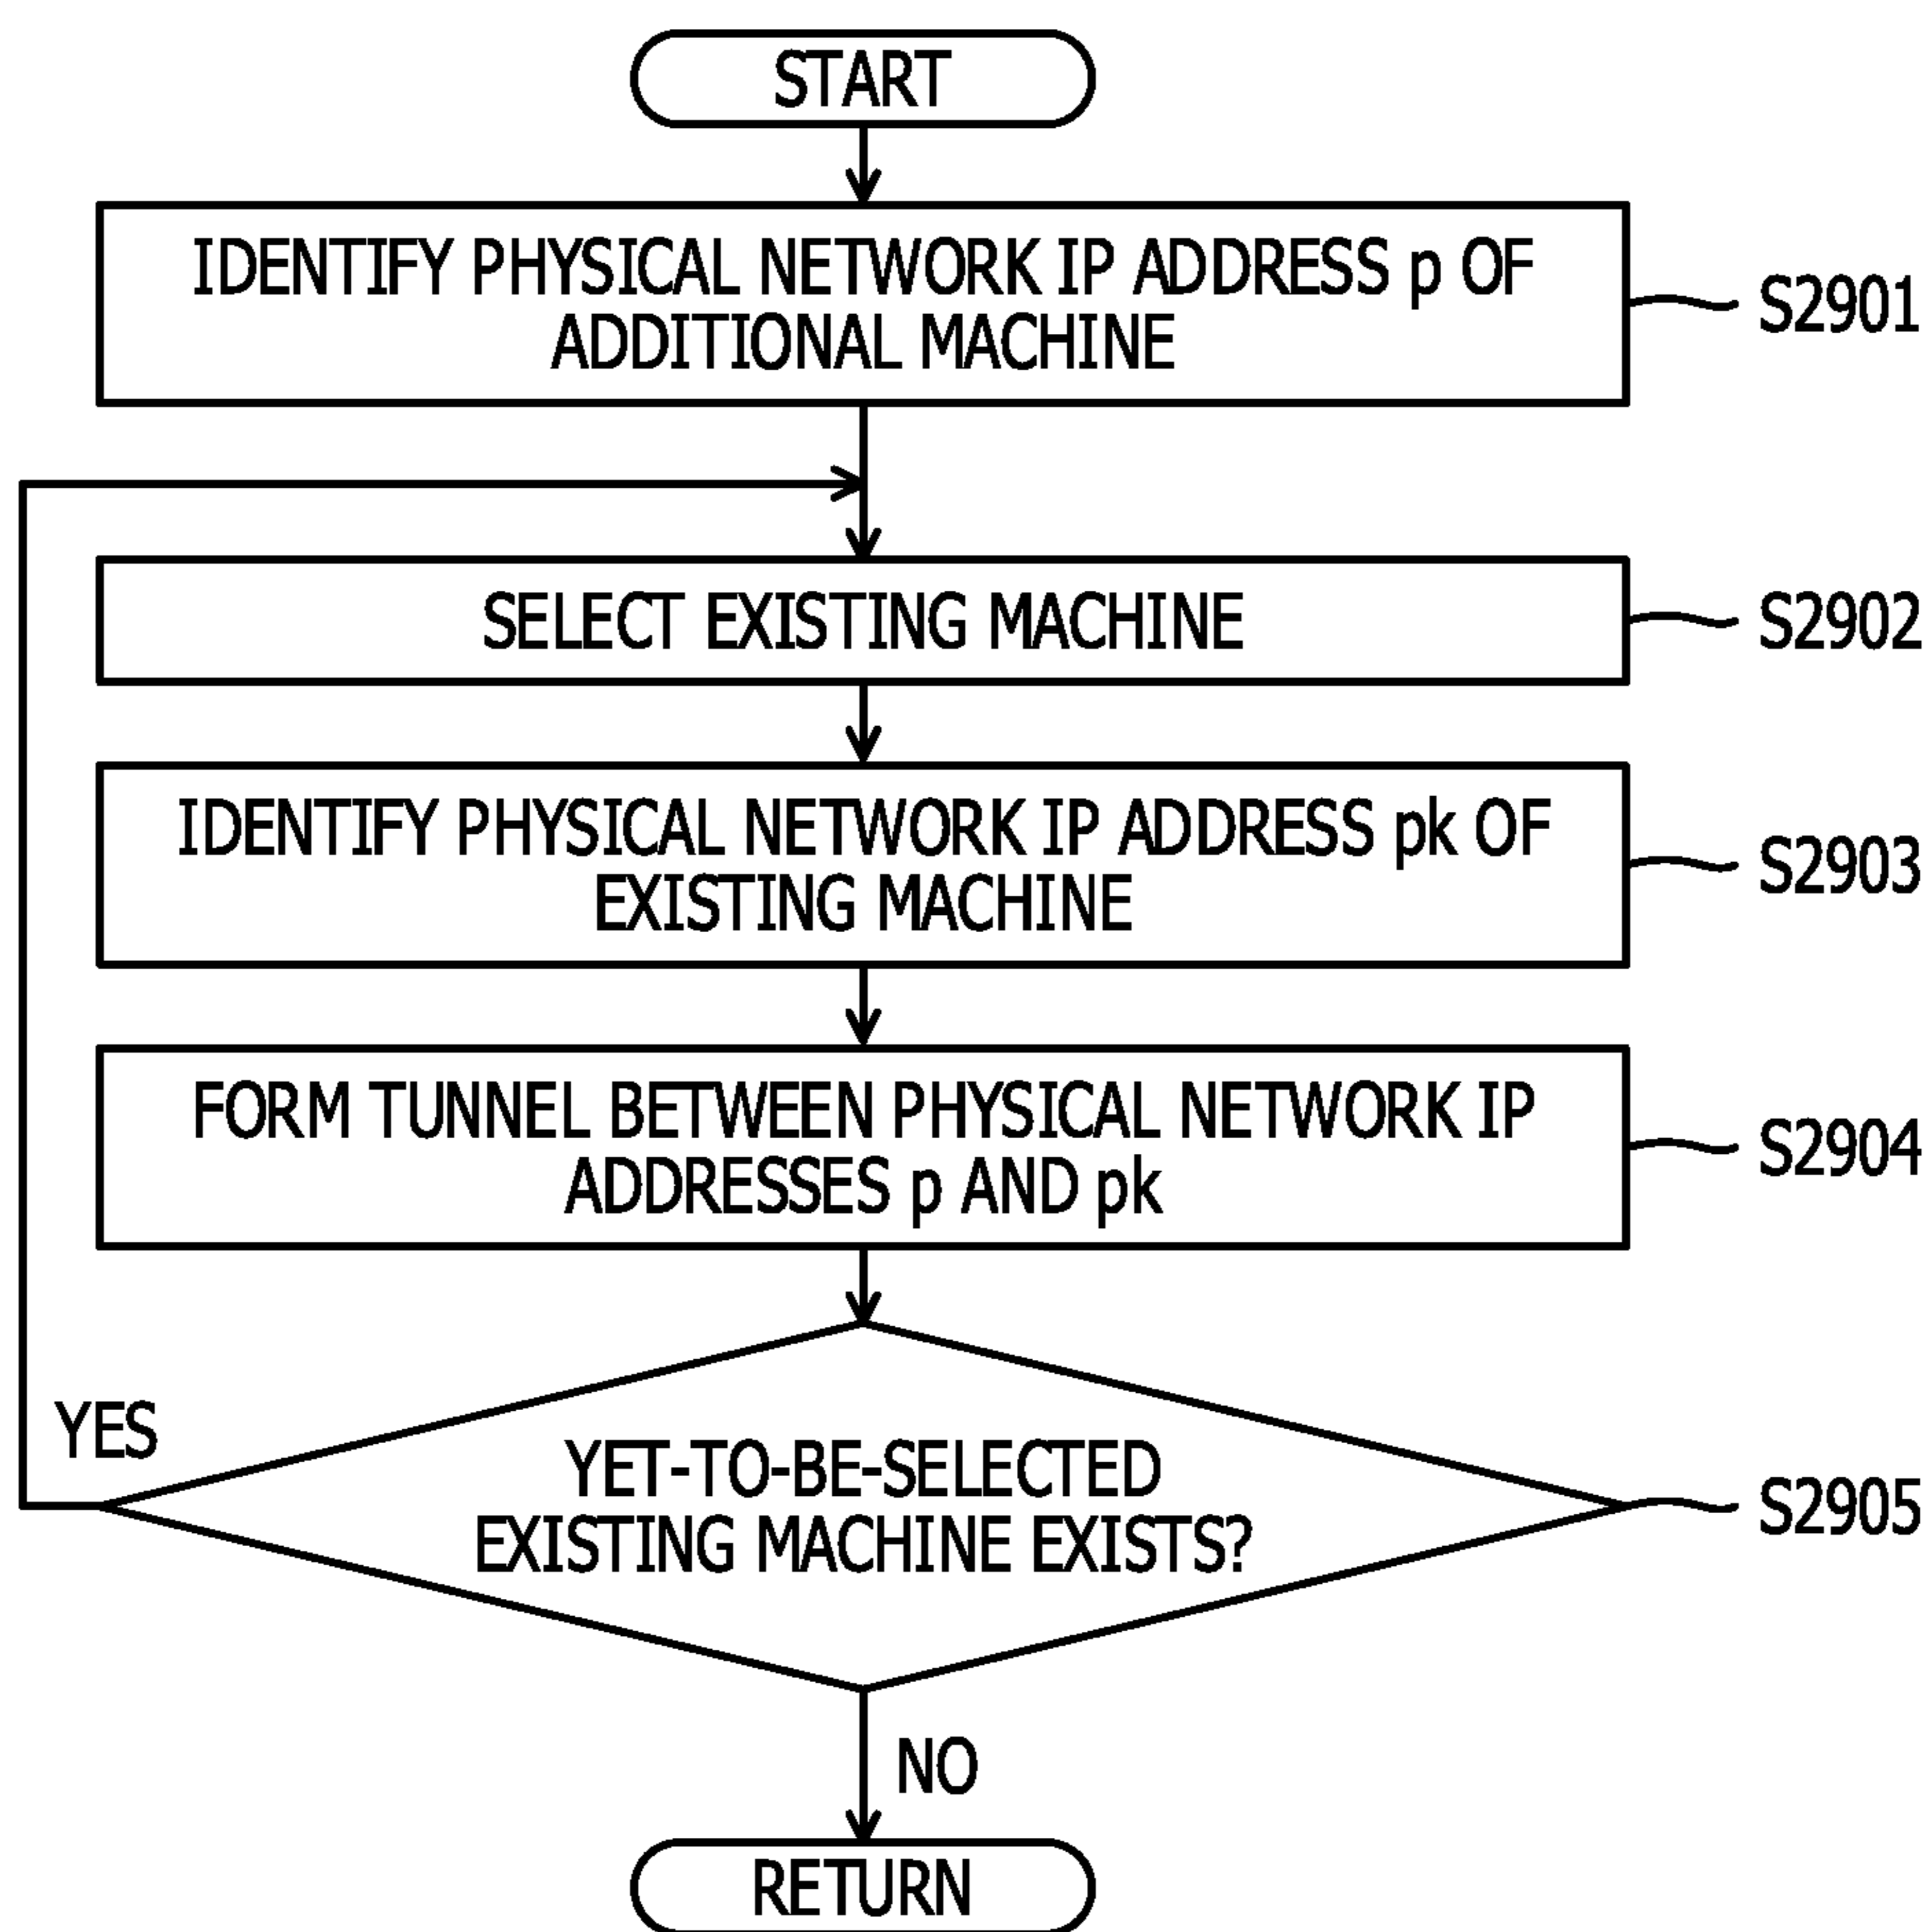 START
IDENTIFY PHYSICAL NETWORK IP ADDRESS p OF
ADDITIONAL MACHINE
S2901
SELECT EXISTING MACHINE
S2902
IDENTIFY PHYSICAL NETWORK IP ADDRESS pk OF
EXISTING MACHINE
S2903
FORM TUNNEL BETWEEN PHYSICAL NETWORK IP
ADDRESSES p AND pk
S2904
YES
YET-TO-BE-SELECTED
EXISTING MACHINE EXISTS?
S2905
NO
RETURN